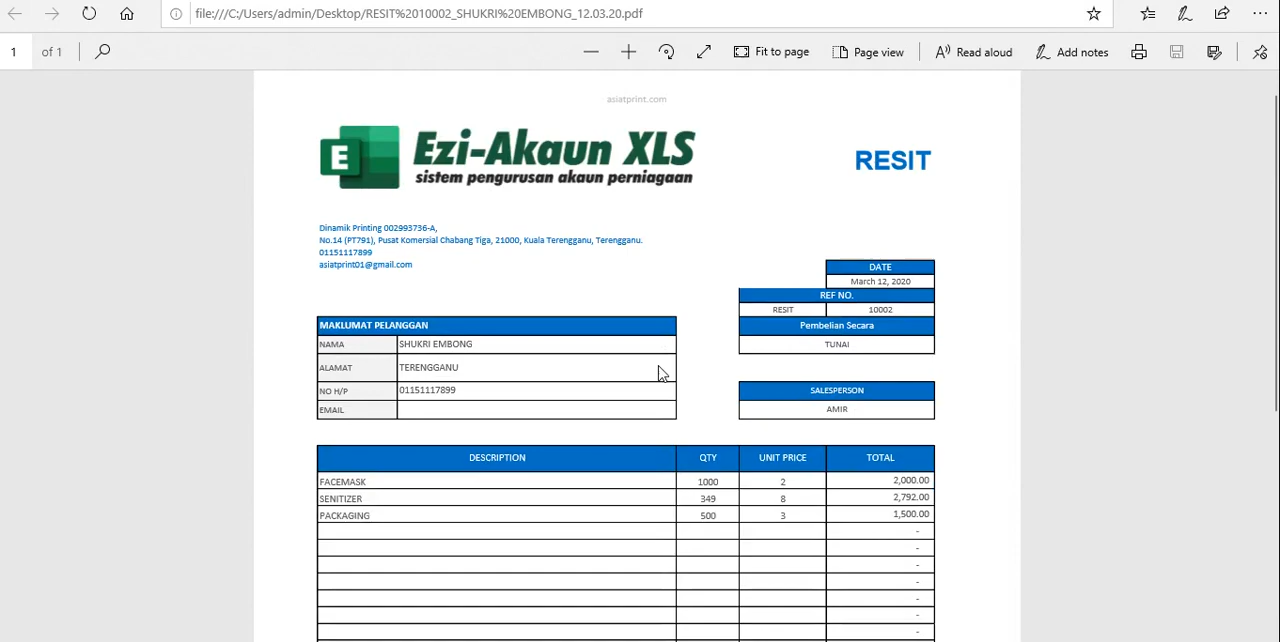 file:///C:/Users/admin/Desktop/RESIT%2010002_SHUKRI%20EMBONG_12.03.20.pdf
1 of 1 Fit to page Page view Read aloud Add notes
asiatprint.com
E Ezi-Akaun XLS
sistem pengurusan akaun perniagaan
RESIT
Dinamik Printing 002993736-A,
No.14 (PT791), Pusat Komersial Chabang Tiga, 21000, Kuala Terengganu, Terengganu.
01151117899
asiatprint01@gmail.com
DATE
March 12, 2020
REF NO.
RESIT 10002
Pembelian Secara
TUNAI
SALESPERSON
AMIR
MAKLUMAT PELANGGAN
NAMA SHUKRI EMBONG
ALAMAT TERENGGANU
NO H/P 01151117899
EMAIL
DESCRIPTION QTY UNIT PRICE TOTAL
FACEMASK 1000 2 2,000.00
SENITIZER 349 8 2,792.00
PACKAGING 500 3 1,500.00
-
-
-
-
-
-
-